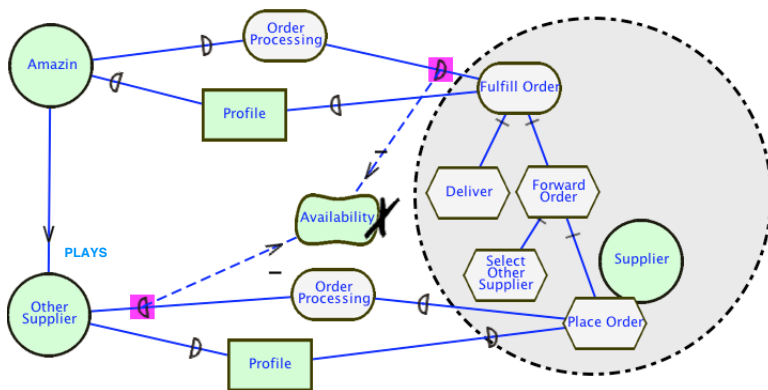 Order
Processing
Amazin
Fulfill Order
Profile
Deliver
Forward
Order
Availability
PLAYS
Select
Other
Supplier
Supplier
Order
Processing
Other
Supplier
Place Order
Profile